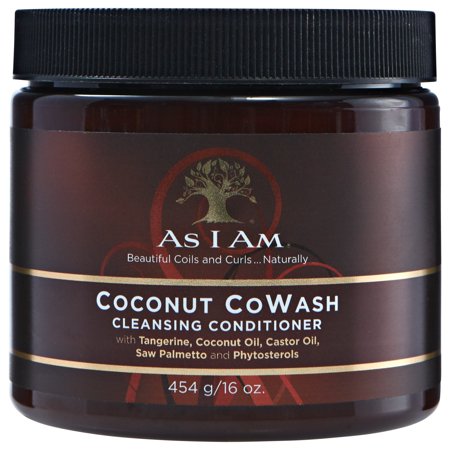 As I Am
Beautiful Coils and Curls...Naturally
Coconut CoWash
CLEANSING CONDITIONER
with Tangerine, Coconut Oil, Castor Oil,
Saw Palmetto and Phytosterols
454 g/16 oz.